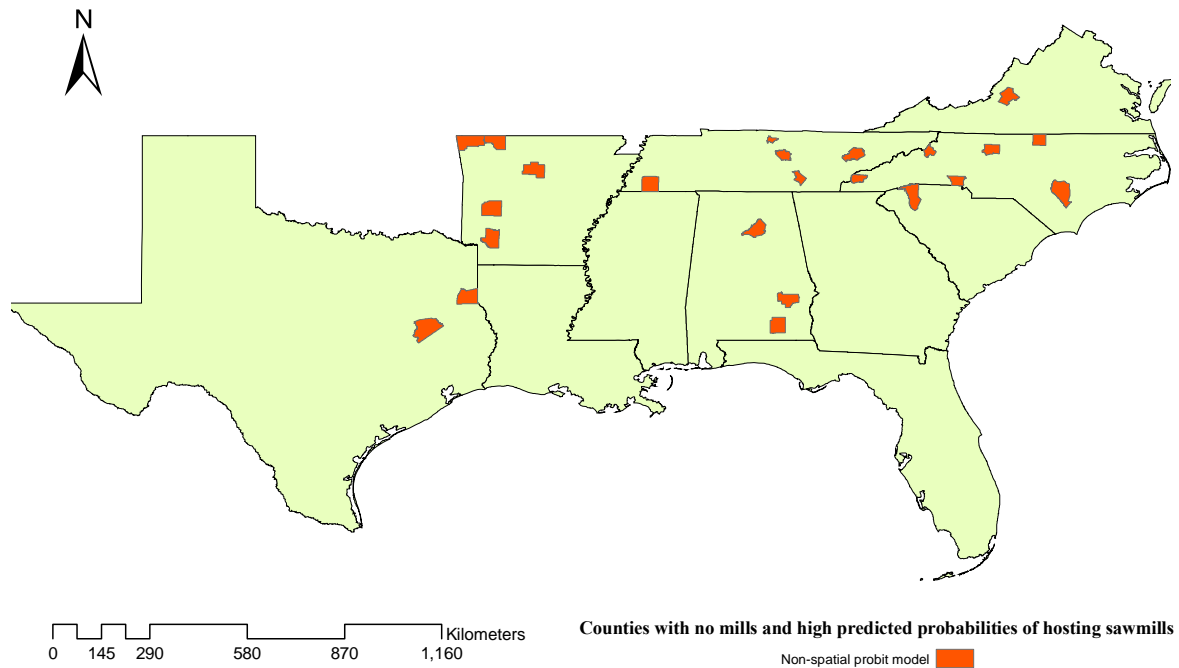 N
Kilometers
0 145 290 580 870 1,160
Counties with no mills and high predicted probabilities of hosting sawmills
Non-spatial probit model